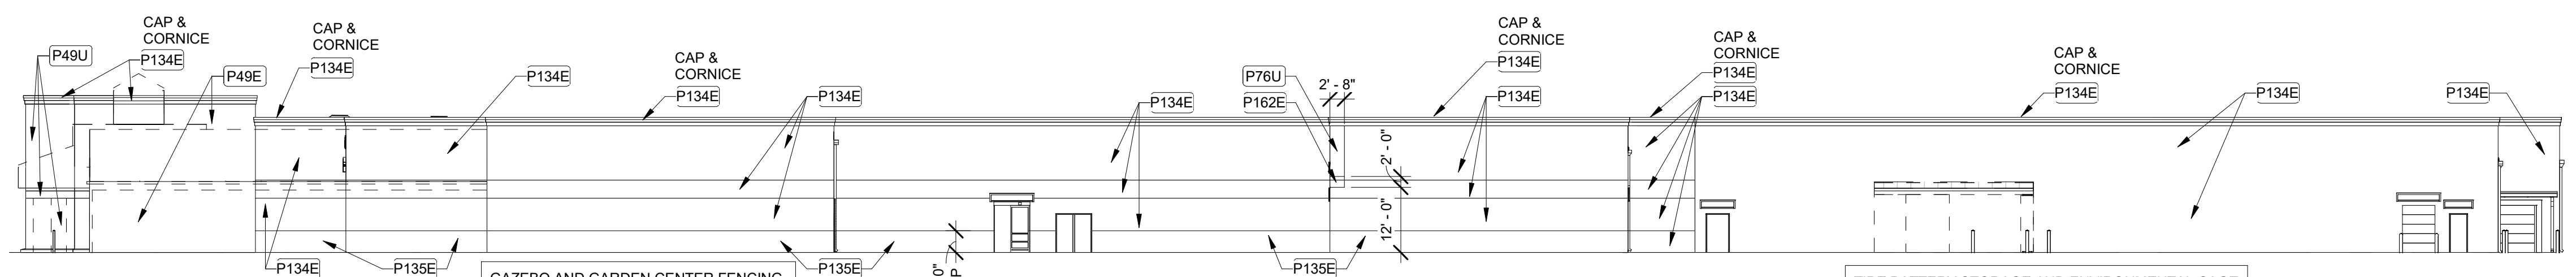 CAP &
CORNICE
P134E
P49U
P49E
CAP &
CORNICE
P134E
P134E
CAP &
CORNICE
P134E
P134E
P134E
P76U
P162E
2' - 8"
CAP &
CORNICE
P134E
P134E
CAP &
CORNICE
P134E
P134E
CAP &
CORNICE
P134E
P134E
P134E
2' - 0"
12' - 0"
P134E
P135E
P135E
P135E
GAZEBO AND GARDEN CENTER FENCING
0"
P